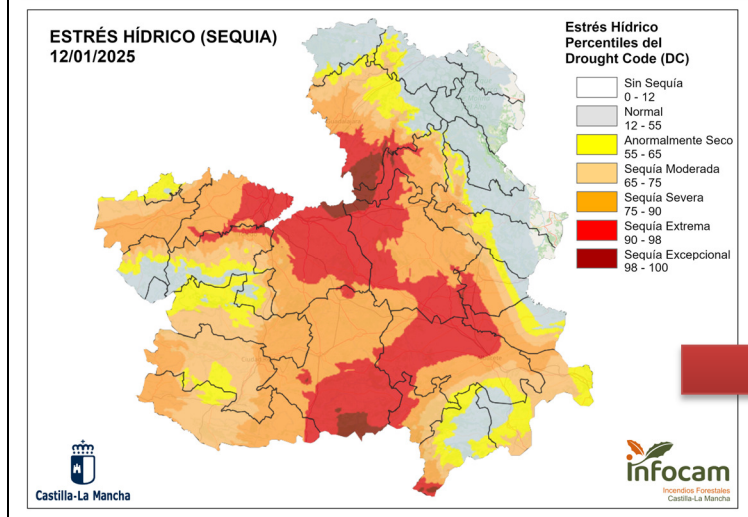 ESTRÉS HÍDRICO (SEQUIA)
12/01/2025
Estrés Hídrico
Percentiles del
Drought Code (DC)
Sin Sequía
0 - 12
Normal
12 - 55
Anormalmente Seco
55 - 65
Sequía Moderada
65 - 75
Sequía Severa
75 - 90
Sequía Extrema
90 - 98
Sequía Excepcional
98 - 100
Castilla-La Mancha
infocam
Incendios Forestales
Castilla-La Mancha